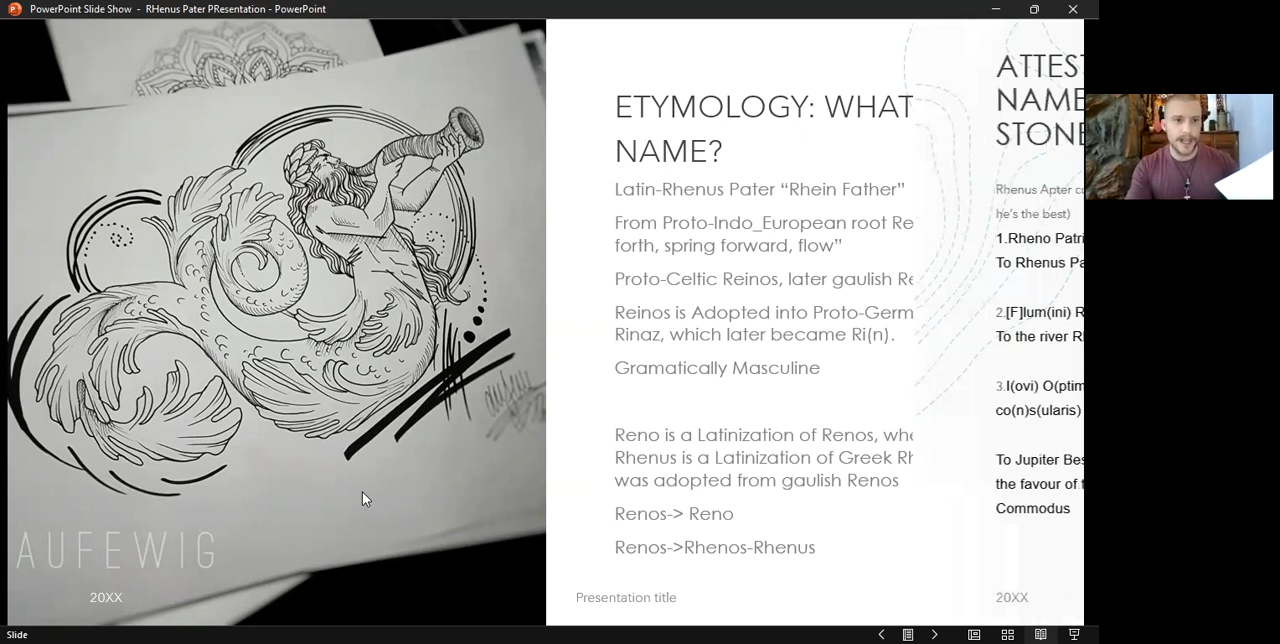 PowerPoint Slide Show - RHenus Pater PResentation - PowerPoint
AUFEWIG
20XX
ETYMOLOGY: WHAT
NAME?
Latin-Rhenus Pater “Rhein Father”
From Proto-Indo_European root Re
forth, spring forward, flow”
Proto-Celtic Reinos, later gaulish Re
Reinos is Adopted into Proto-Germ
Rinaz, which later became Ri(n).
Gramatically Masculine
Reno is a Latinization of Renos, whe
Rhenus is a Latinization of Greek Rh
was adopted from gaulish Renos
Renos-> Reno
Renos->Rhenos-Rhenus
Presentation title
ATTEST
NAME
STONE
Rhenus Apter co
he's the best)
1.Rheno Patri
To Rhenus Pa
2.[F]lum(ini) R
To the river R
3.I(ovi) O(ptim
co(n)s(ularis)
To Jupiter Bes
the favour of t
Commodus
20XX
Slide